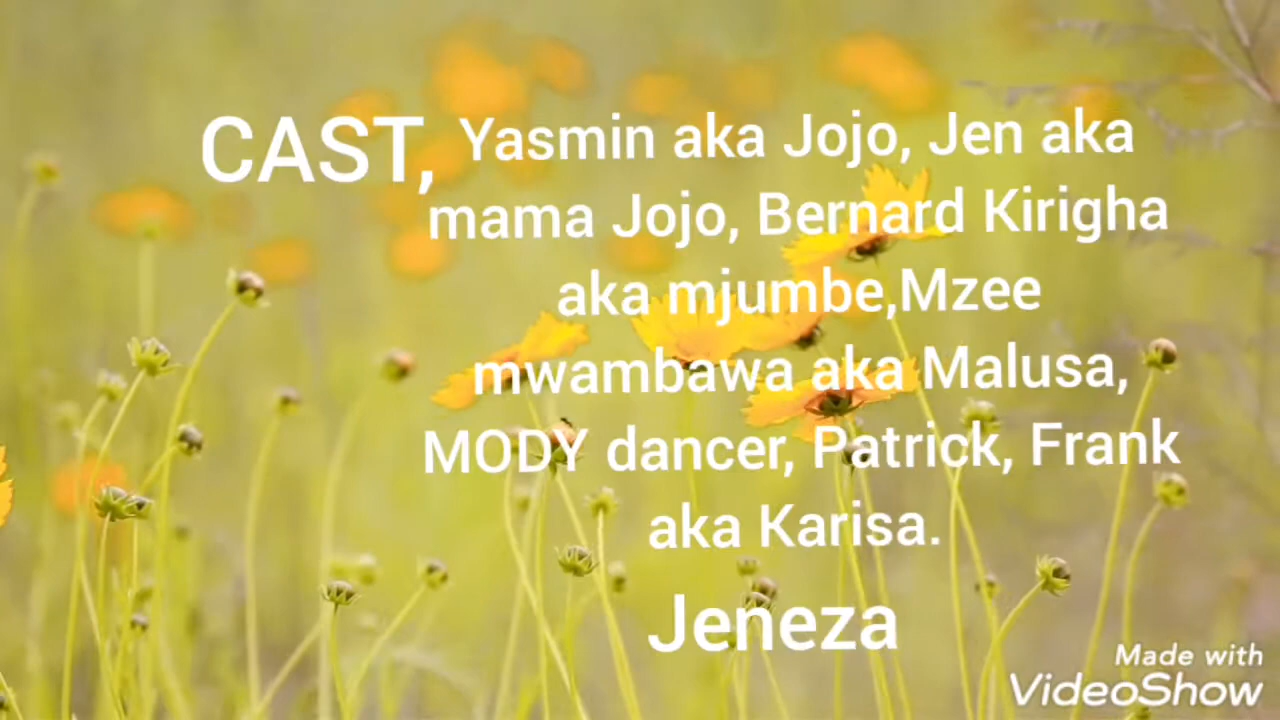 CAST, Yasmin aka Jojo, Jen aka
mama Jojo, Bernard Kirigha
aka mjumbe,Mzee
mwambawa aka Malusa,
MODY dancer, Patrick, Frank
aka Karisa.
Jeneza
Made with
VideoShow